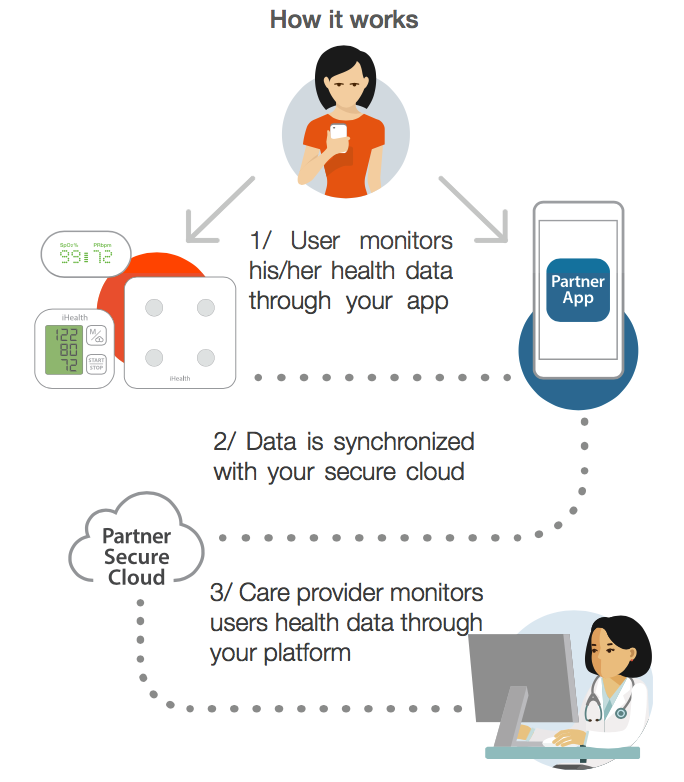 How it works
1/ User monitors
his/her health data
through your app
SpO2% PRbpm
99 72
iHealth
122
80
72
M/
START
STOP
iHealth
Partner
App
2/ Data is synchronized
with your secure cloud
Partner
Secure
Cloud
3/ Care provider monitors
users health data through
your platform